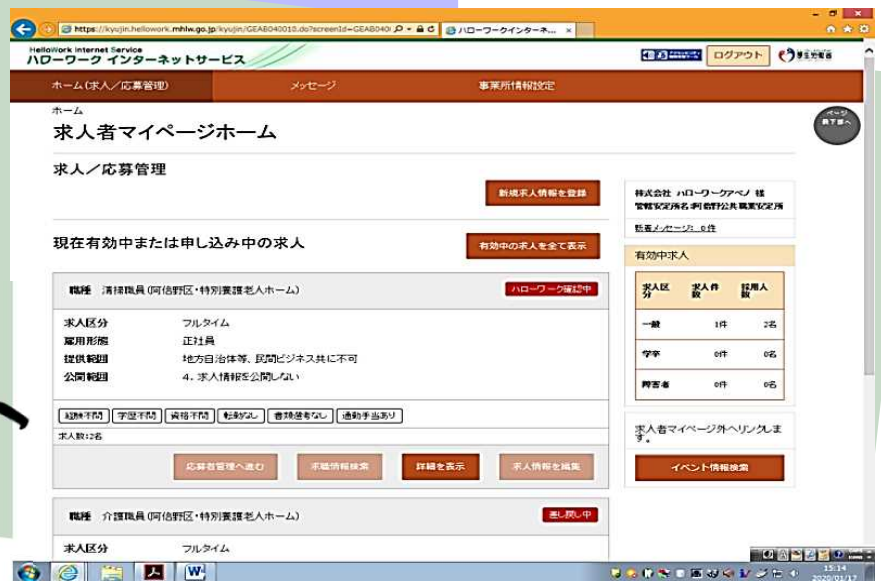 https://kyujin.hellowork.mhlw.go.jp/kyujin/GEAB040010.do?screenId=GEAB040
ハローワークインターネ...
HelloWork Internet Service
ハローワーク インターネットサービス
ログアウト
厚生労働省
ホーム(求人/応募管理)
メッセージ
事業所情報設定
ホーム
求人者マイページホーム
ページ
最下部へ
求人/応募管理
新規求人情報を登録
株式会社 ハローワークアベノ 様
管轄安定所名:阿倍野公共職業安定所
新着メッセージ: 0件
現在有効中または申し込み中の求人
有効中の求人を全て表示
有効中求人
求人区分 求人件数 採用人数
一般 1件 2名
学卒 0件 0名
障害者 0件 0名
職種 清掃職員(阿倍野区・特別養護老人ホーム)
ハローワーク確認中
求人区分 フルタイム
雇用形態 正社員
提供範囲 地方自治体等、民間ビジネス共に不可
公開範囲 4.求人情報を公開しない
経験不問 学歴不問 資格不問 転勤なし 書類選考なし 通勤手当あり
求人数:2名
求人者マイページ外へリンクします。
イベント情報検索
応募者管理へ進む
求職情報検索
詳細を表示
求人情報を編集
職種 介護職員(阿倍野区・特別養護老人ホーム)
差し戻し中
求人区分 フルタイム
15:14
2020/01/17